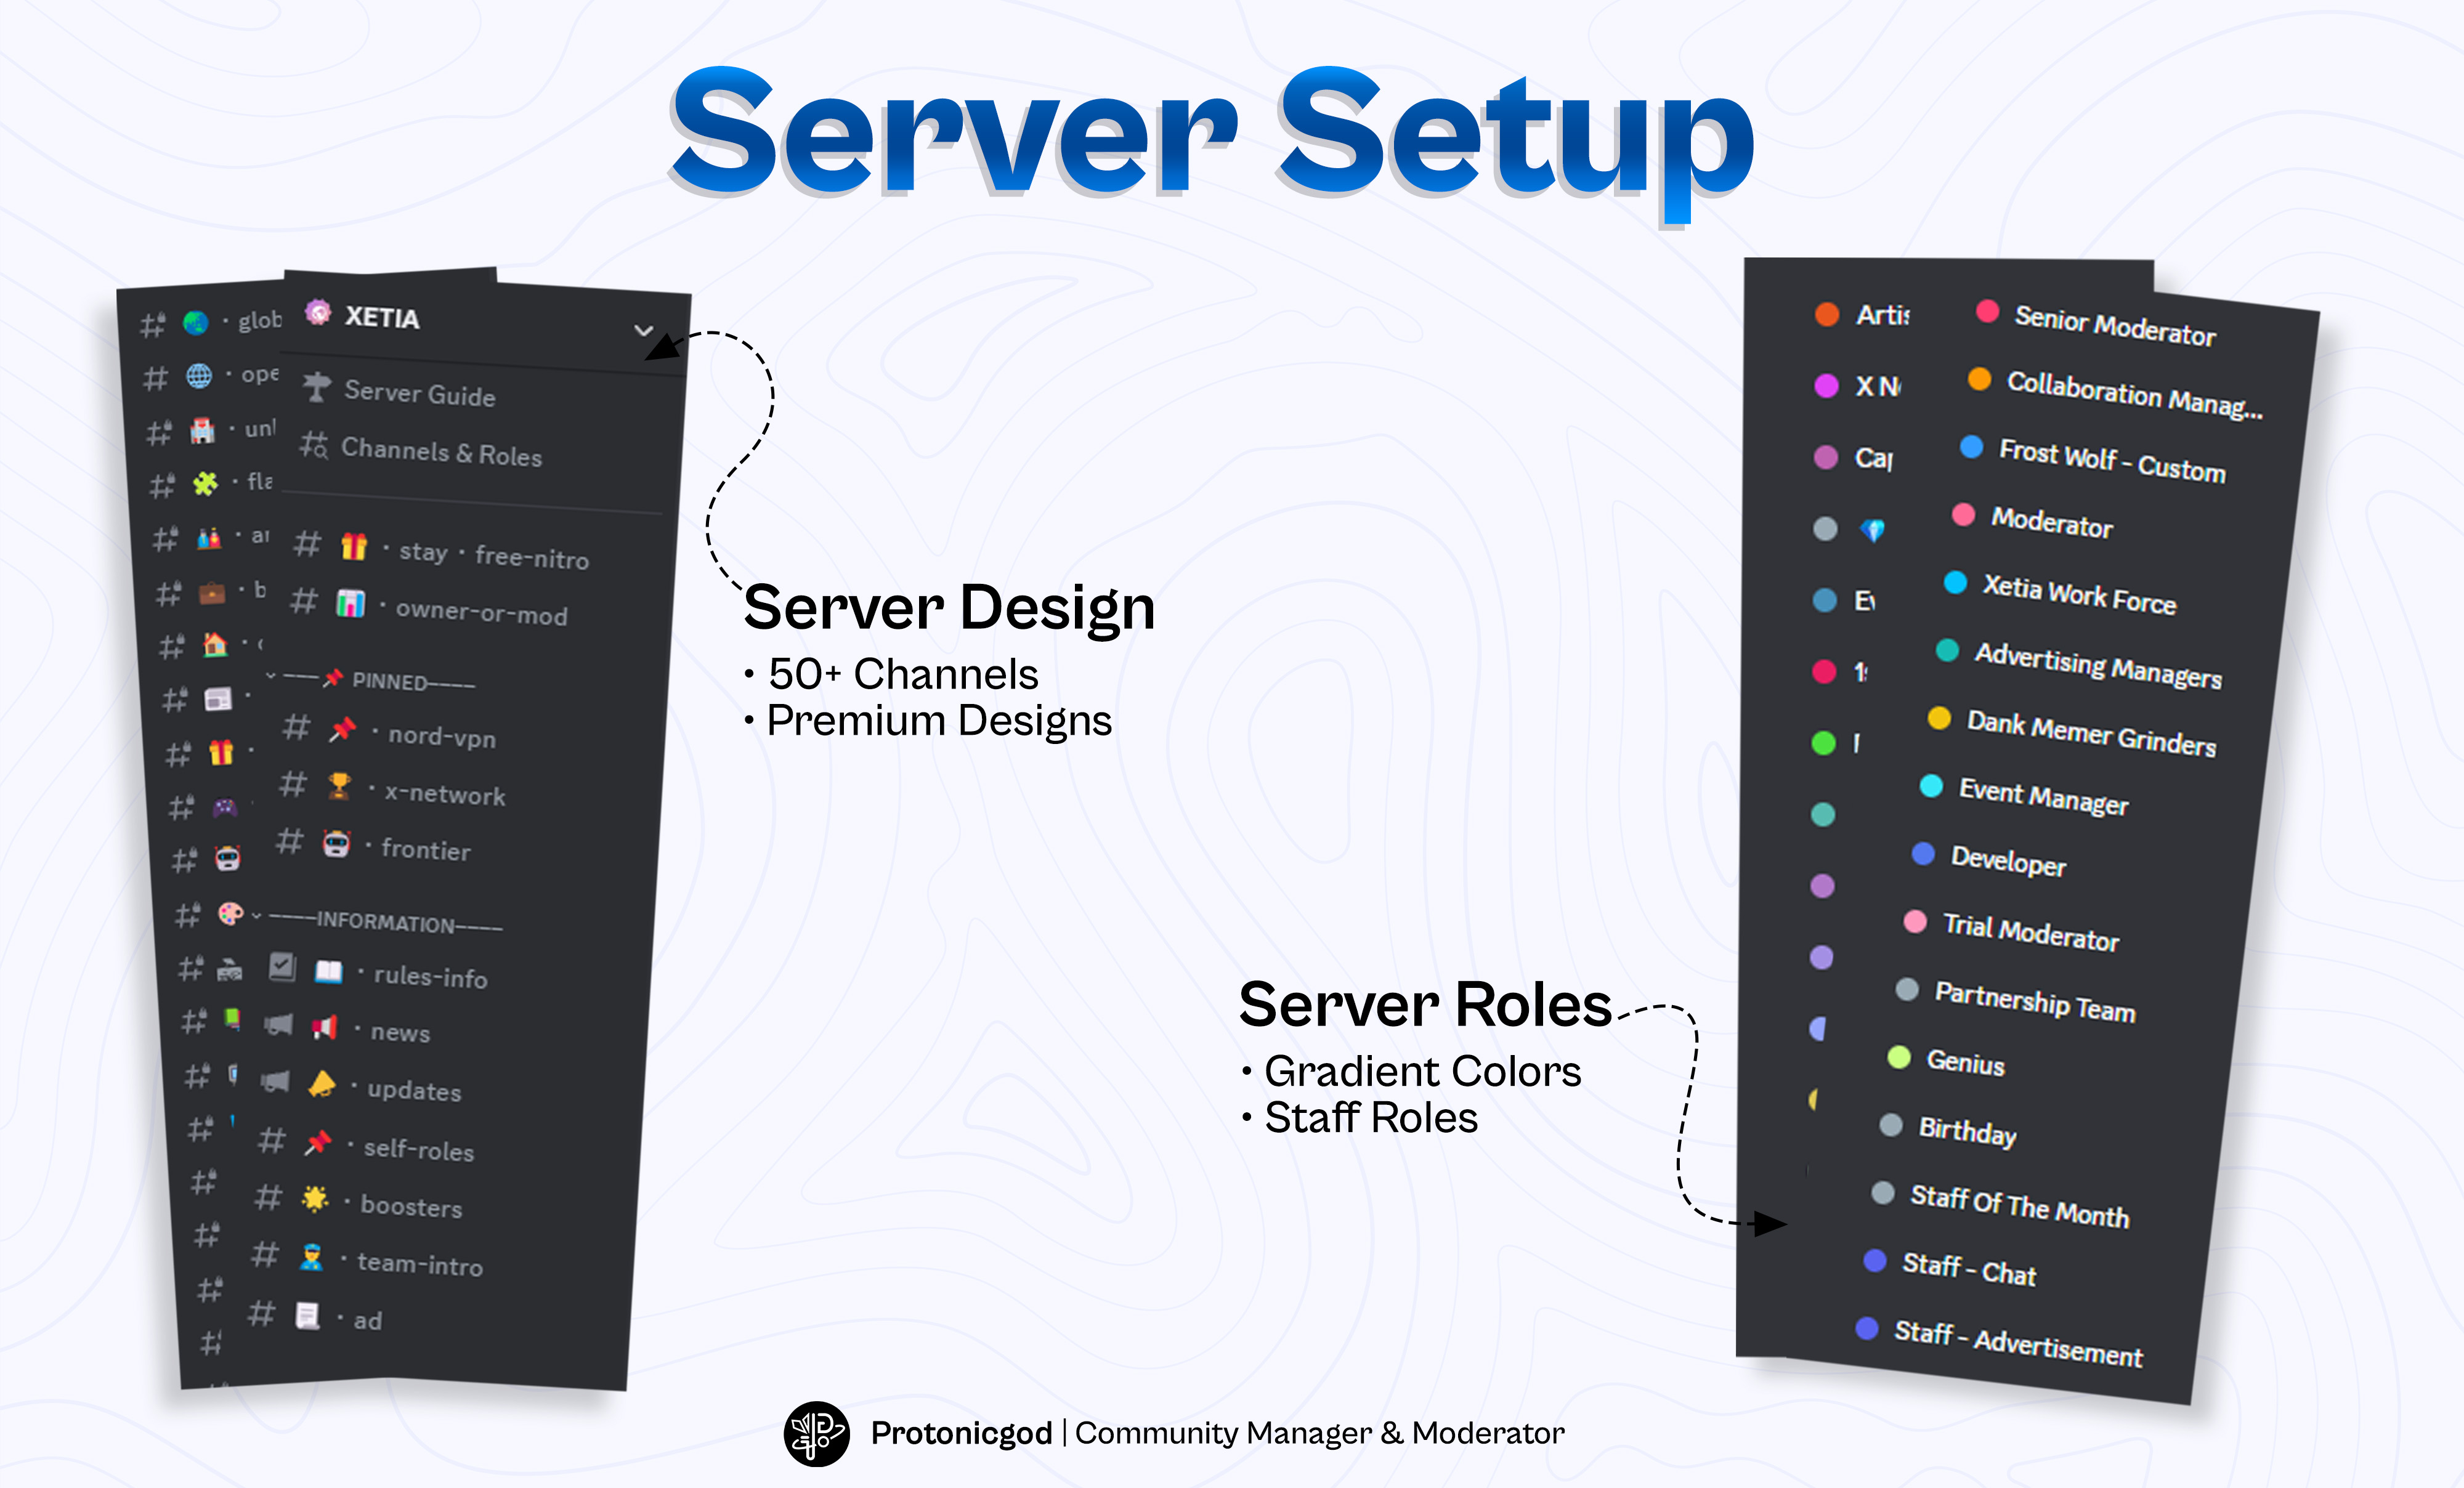 Server Setup
XETIA
Server Guide
Channels & Roles
· stay · free-nitro
· owner-or-mod
----📌 PINNED----
· nord-vpn
· x-network
· frontier
----INFORMATION----
· rules-info
· news
· updates
· self-roles
· boosters
· team-intro
· ad
Server Design
• 50+ Channels
• Premium Designs
Server Roles
• Gradient Colors
• Staff Roles
Senior Moderator
Collaboration Manag...
Frost Wolf - Custom
Moderator
Xetia Work Force
Advertising Managers
Dank Memer Grinders
Event Manager
Developer
Trial Moderator
Partnership Team
Genius
Birthday
Staff Of The Month
Staff - Chat
Staff - Advertisement
Protonicgod | Community Manager & Moderator